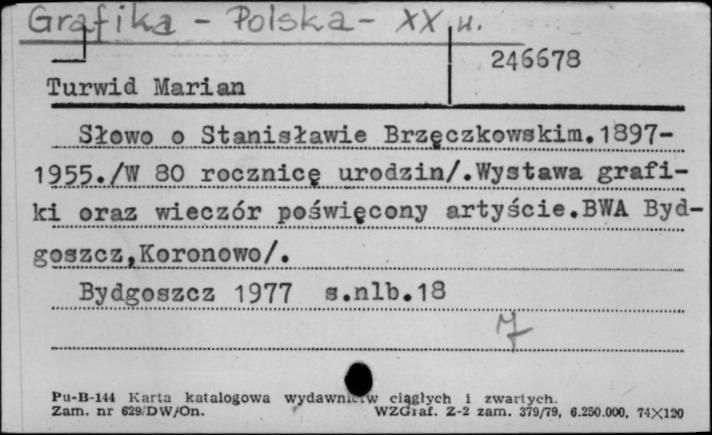 Grafika - Polska - XX w.
246678
Turwid Marian
Słowo o Stanisławie Brzęczkowskim.1897-
1955./W 80 rocznicę urodzin/.Wystawa grafi-
ki oraz wieczór poświęcony artyście.BWA Byd-
goszcz,Koronowo/.
Bydgoszcz 1977 s.nlb.18
7
Pu-B-144 Karta katalogowa wydawnictw ciągłych i zwartych.
Zam. nr 629/DW/On. WZGraf. Z-2 zam. 379/79, 6.250.000, 74X120